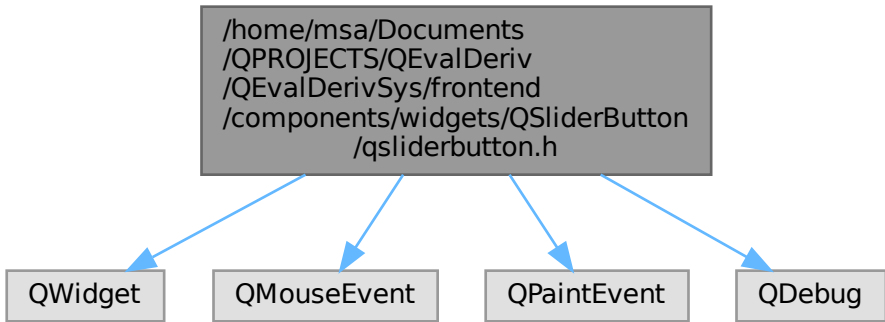 /home/msa/Documents
/QPROJECTS/QEvalDeriv
/QEvalDerivSys/frontend
/components/widgets/QSliderButton
/qsliderbutton.h
QWidget
QMouseEvent
QPaintEvent
QDebug